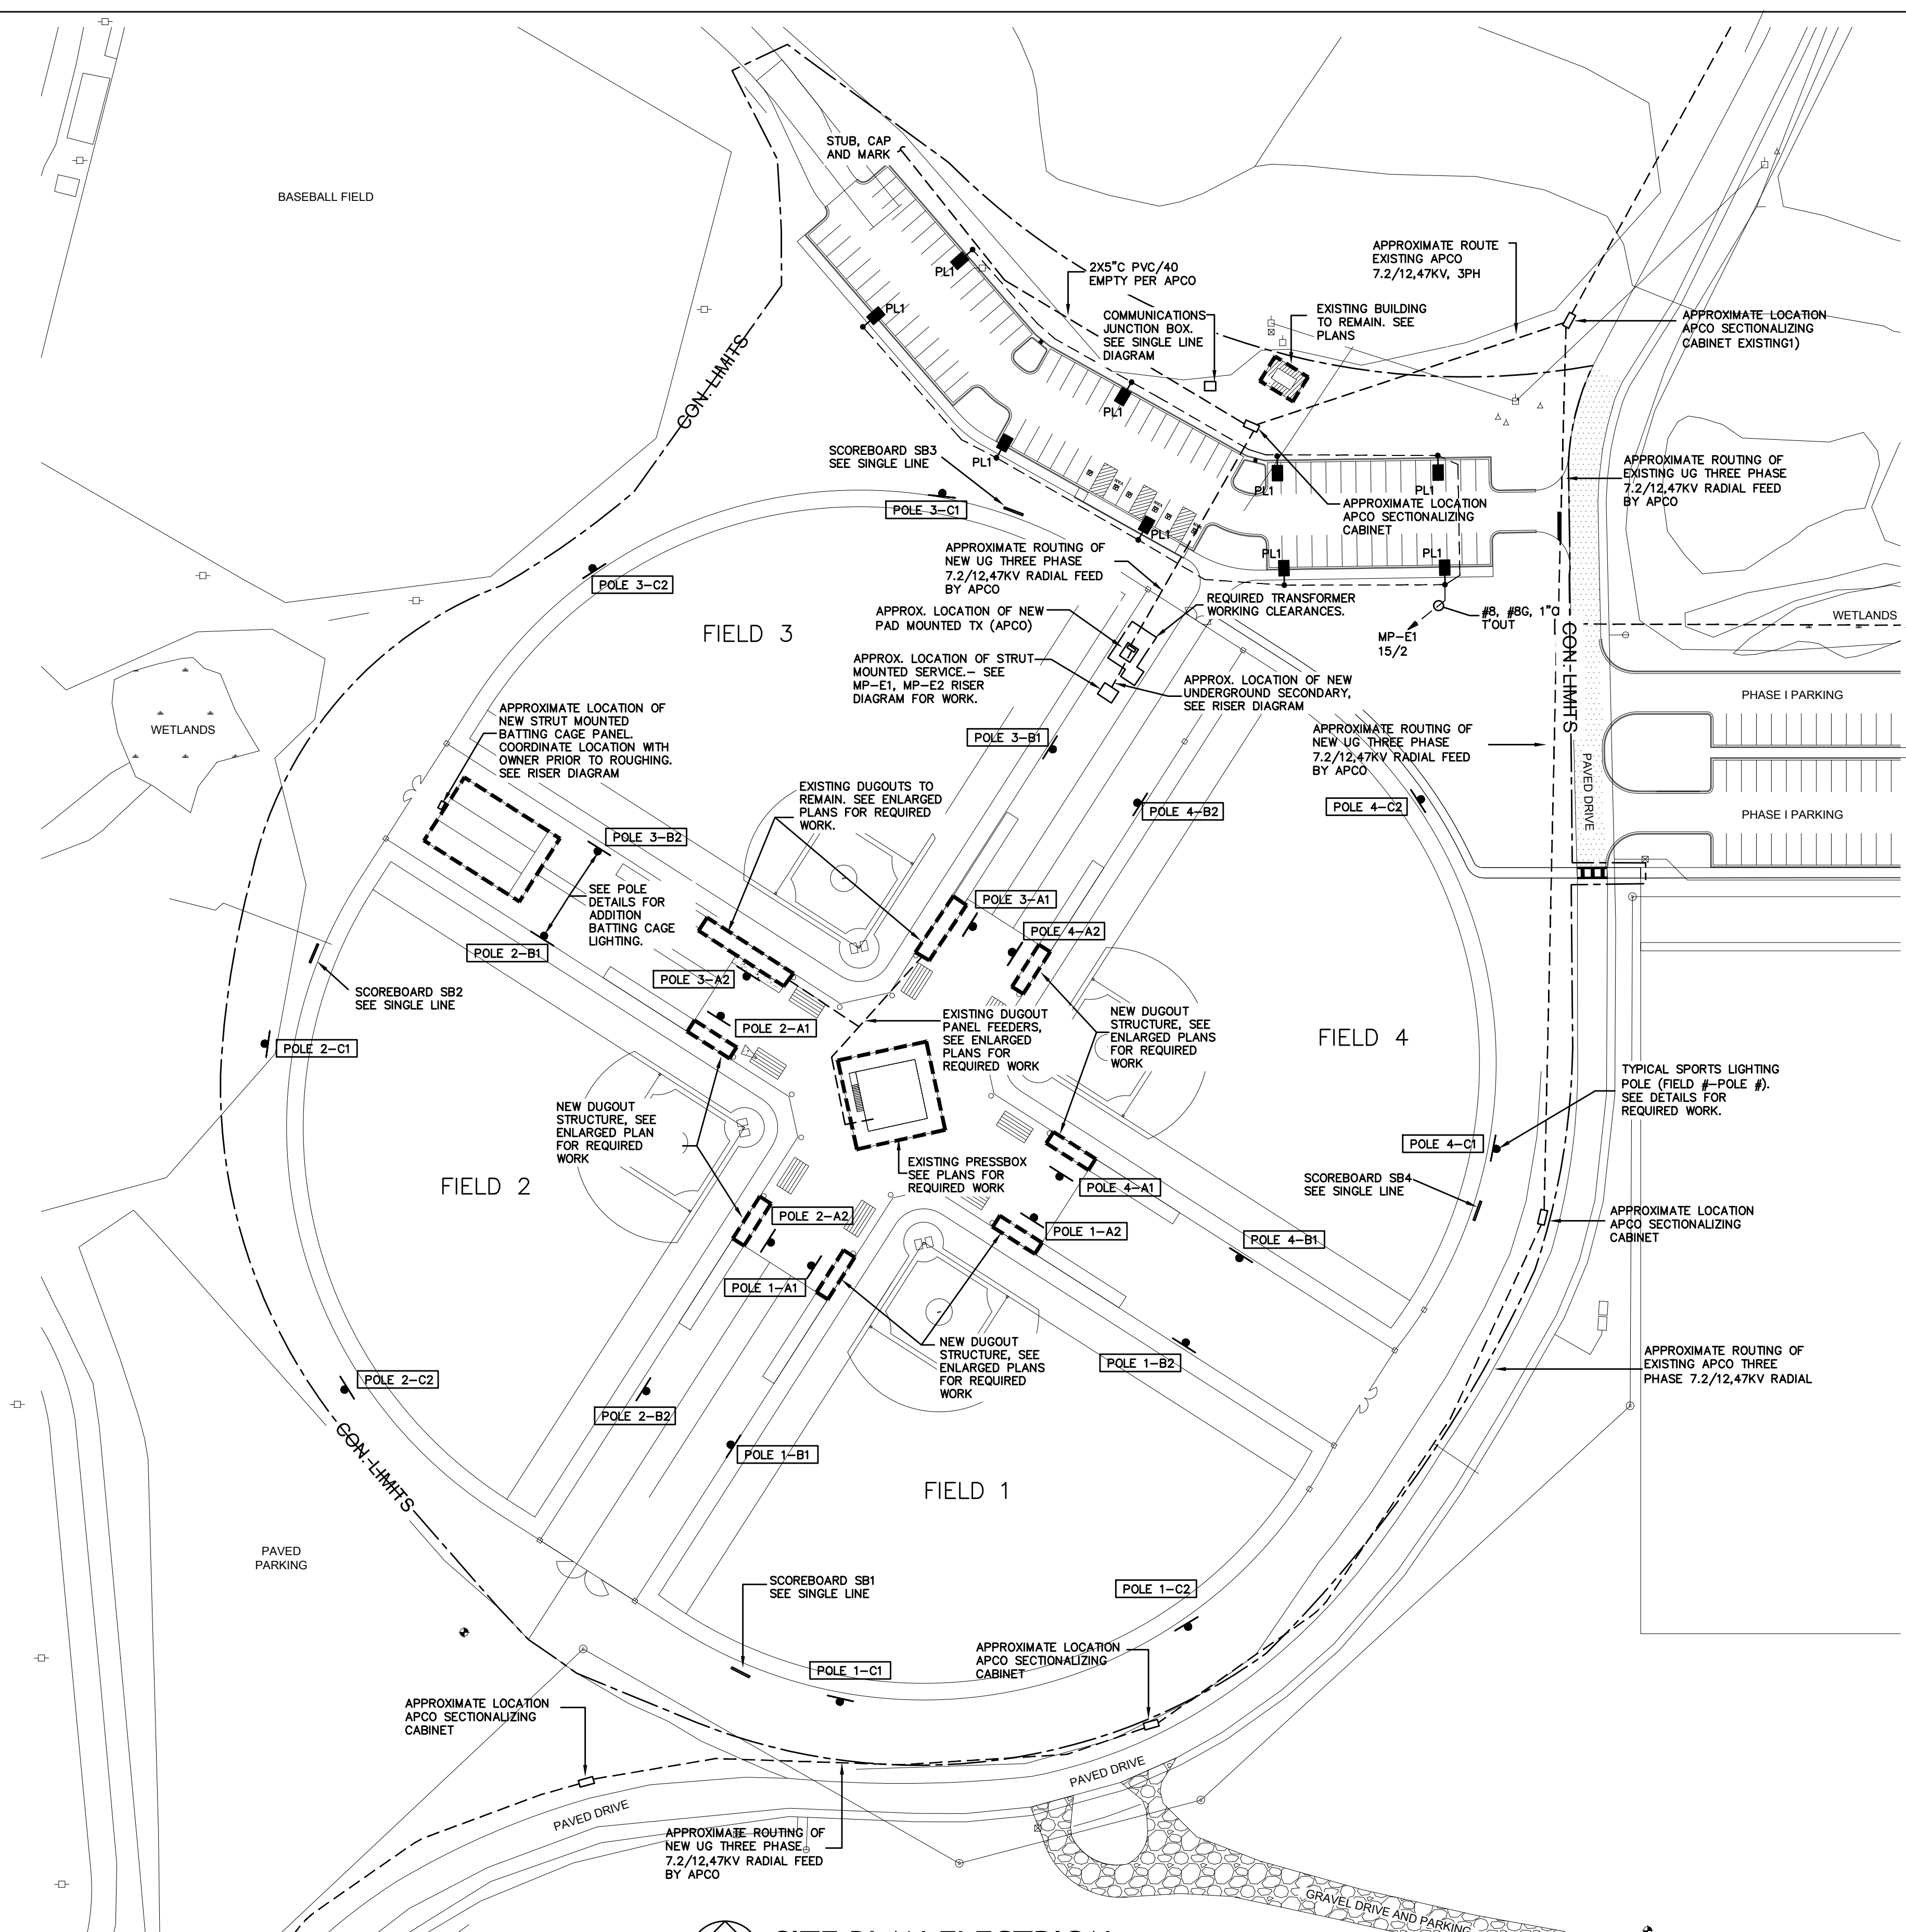 STUB, CAP
AND MARK
BASEBALL FIELD
2X5"C PVC/40
EMPTY PER APCO
APPROXIMATE ROUTE
EXISTING APCO
7.2/12,47KV, 3PH
PL1
PL1
COMMUNICATIONS
JUNCTION BOX.
SEE SINGLE LINE
DIAGRAM
EXISTING BUILDING
TO REMAIN. SEE
PLANS
APPROXIMATE LOCATION
APCO SECTIONALIZING
CABINET EXISTING1)
CON. LIMITS
PL1
PL1
SCOREBOARD SB3
SEE SINGLE LINE
PL1
PL1
APPROXIMATE ROUTING OF
EXISTING UG THREE PHASE
7.2/12,47KV RADIAL FEED
BY APCO
POLE 3-C1
APPROXIMATE LOCATION
APCO SECTIONALIZING
CABINET
PL1
PL1
PL1
APPROXIMATE ROUTING OF
NEW UG THREE PHASE
7.2/12,47KV RADIAL FEED
BY APCO
POLE 3-C2
REQUIRED TRANSFORMER
WORKING CLEARANCES.
APPROX. LOCATION OF NEW
PAD MOUNTED TX (APCO)
#8, #8G, 1"C
T'OUT
MP-E1
15/2
WETLANDS
FIELD 3
APPROX. LOCATION OF STRUT
MOUNTED SERVICE.- SEE
MP-E1, MP-E2 RISER
DIAGRAM FOR WORK.
APPROX. LOCATION OF NEW
UNDERGROUND SECONDARY,
SEE RISER DIAGRAM
CON. LIMITS
PHASE I PARKING
WETLANDS
APPROXIMATE LOCATION OF
NEW STRUT MOUNTED
BATTING CAGE PANEL.
COORDINATE LOCATION WITH
OWNER PRIOR TO ROUGHING.
SEE RISER DIAGRAM
POLE 3-B1
APPROXIMATE ROUTING OF
NEW UG THREE PHASE
7.2/12,47KV RADIAL FEED
BY APCO
PAVED DRIVE
EXISTING DUGOUTS TO
REMAIN. SEE ENLARGED
PLANS FOR REQUIRED
WORK.
POLE 4-B2
POLE 4-C2
PHASE I PARKING
POLE 3-B2
SEE POLE
DETAILS FOR
ADDITION
BATTING CAGE
LIGHTING.
POLE 3-A1
POLE 4-A2
POLE 2-B1
POLE 3-A2
SCOREBOARD SB2
SEE SINGLE LINE
POLE 2-A1
EXISTING DUGOUT
PANEL FEEDERS,
SEE ENLARGED
PLANS FOR
REQUIRED WORK
NEW DUGOUT
STRUCTURE, SEE
ENLARGED PLANS
FOR REQUIRED
WORK
FIELD 4
POLE 2-C1
TYPICAL SPORTS LIGHTING
POLE (FIELD #-POLE #).
SEE DETAILS FOR
REQUIRED WORK.
NEW DUGOUT
STRUCTURE, SEE
ENLARGED PLAN
FOR REQUIRED
WORK
POLE 4-C1
EXISTING PRESSBOX
SEE PLANS FOR
REQUIRED WORK
FIELD 2
POLE 4-A1
SCOREBOARD SB4
SEE SINGLE LINE
POLE 2-A2
POLE 1-A2
POLE 4-B1
APPROXIMATE LOCATION
APCO SECTIONALIZING
CABINET
POLE 1-A1
NEW DUGOUT
STRUCTURE, SEE
ENLARGED PLANS
FOR REQUIRED
WORK
POLE 1-B2
APPROXIMATE ROUTING OF
EXISTING APCO THREE
PHASE 7.2/12,47KV RADIAL
POLE 2-C2
POLE 2-B2
POLE 1-B1
CON. LIMITS
FIELD 1
PAVED
PARKING
SCOREBOARD SB1
SEE SINGLE LINE
POLE 1-C2
POLE 1-C1
APPROXIMATE LOCATION
APCO SECTIONALIZING
CABINET
APPROXIMATE LOCATION
APCO SECTIONALIZING
CABINET
PAVED DRIVE
PAVED DRIVE
APPROXIMATE ROUTING OF
NEW UG THREE PHASE
7.2/12,47KV RADIAL FEED
BY APCO
GRAVEL DRIVE AND PARKING
SITE PLAN ELECTRICAL